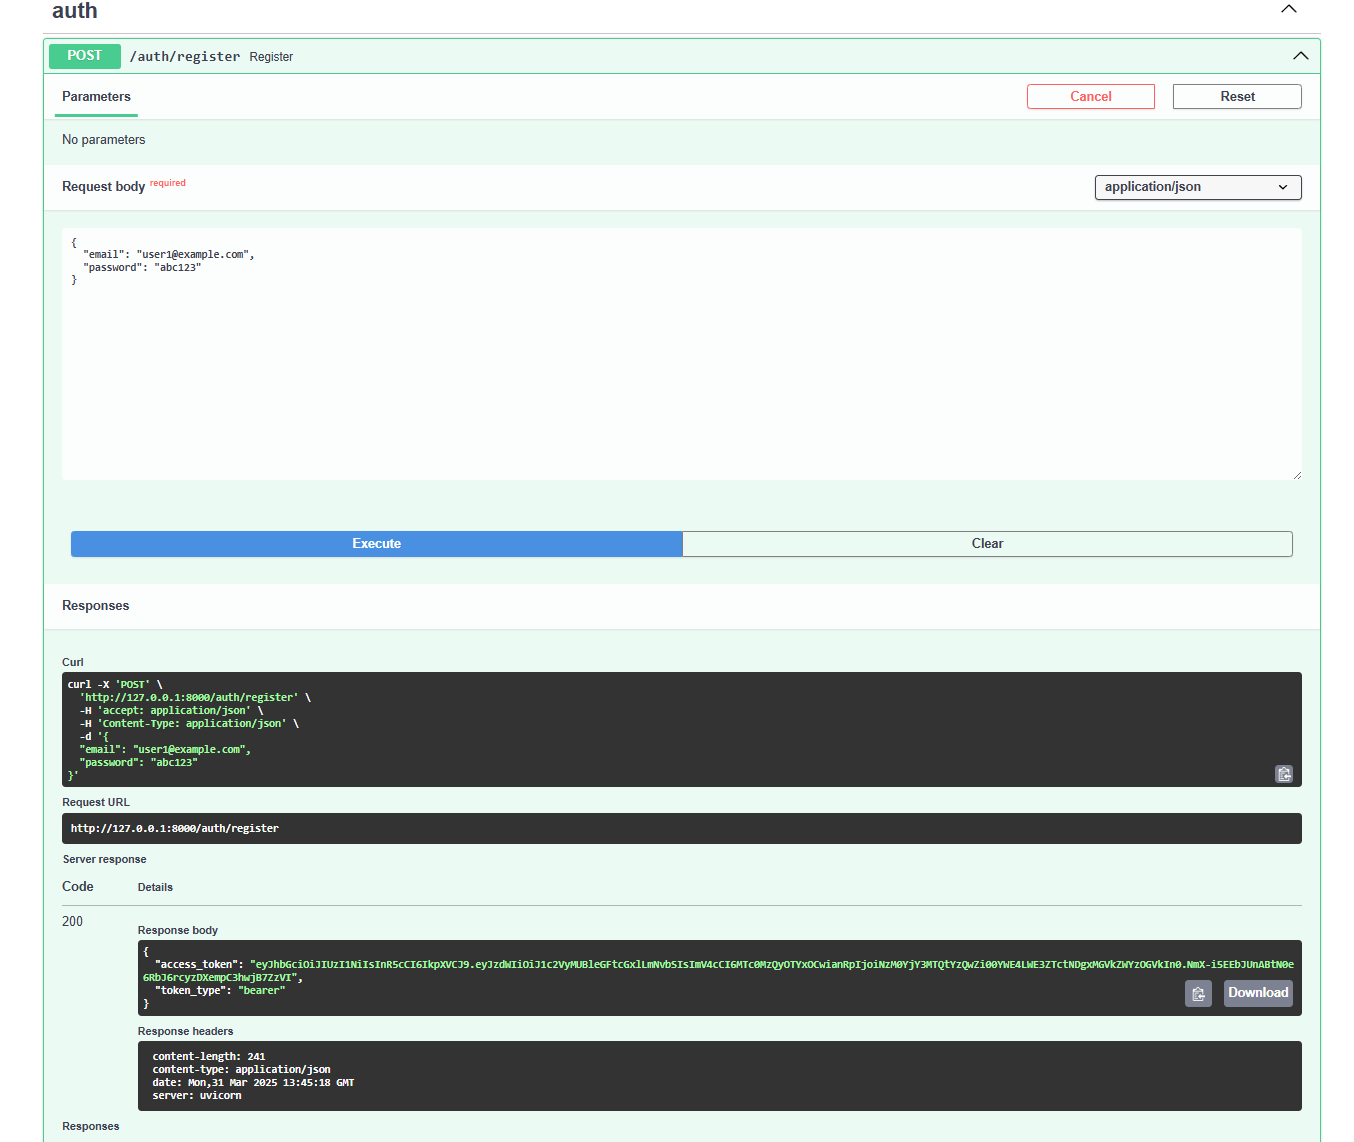 auth
POST /auth/register Register
Parameters
Cancel
Reset
No parameters
Request body required
application/json
{
  "email": "user1@example.com",
  "password": "abc123"
}
Execute
Clear
Responses
Curl
curl -X 'POST' \
  'http://127.0.0.1:8000/auth/register' \
  -H 'accept: application/json' \
  -H 'Content-Type: application/json' \
  -d '{
  "email": "user1@example.com",
  "password": "abc123"
}'
Request URL
http://127.0.0.1:8000/auth/register
Server response
Code
Details
200
Response body
{
  "access_token": "eyJhbGciOiJIUzI1NiIsInR5cCI6IkpXVCJ9.eyJzdWIiOiJ1c2VyMUBleGFtcGxlLmNvbSIsImV4cCI6MTc0MzQyOTYxOCwianRpIjoiNzM0YjY3MTQtYzQwZi00YWE4LWE3ZTctNDgxMGVkZWYzOGVkIn0.NmX-i5EEbJUnABtN0e
6RbJ6rcyzDXempC3hwjB7ZzVI",
  "token_type": "bearer"
}
Download
Response headers
content-length: 241
content-type: application/json
date: Mon,31 Mar 2025 13:45:18 GMT
server: uvicorn
Responses